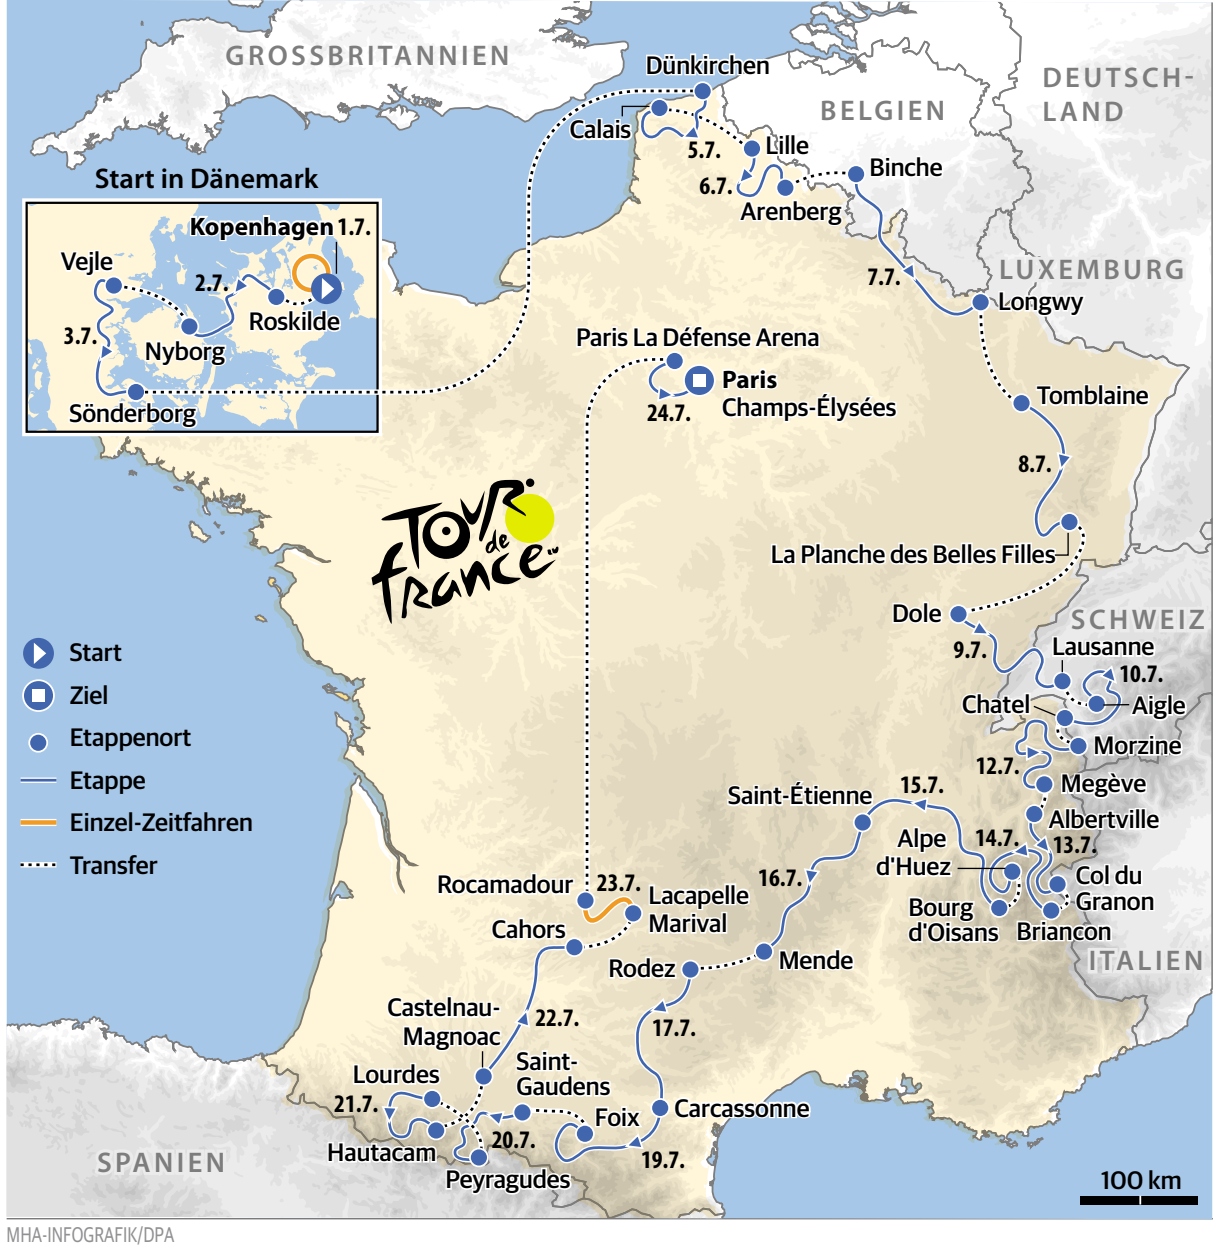 GROSSBRITANNIEN
Dünkirchen
DEUTSCH-
LAND
BELGIEN
Calais
5.7.
Lille
6.7.
Arenberg
Binche
Start in Dänemark
Kopenhagen 1.7.
Vejle
2.7.
Roskilde
3.7.
Nyborg
Sönderborg
7.7.
LUXEMBURG
Longwy
Paris La Défense Arena
Paris
Champs-Élysées
24.7.
Tomblaine
8.7.
TOUR
de
france
La Planche des Belles Filles
Dole
9.7.
SCHWEIZ
Lausanne
10.7.
Chatel
Aigle
Morzine
12.7.
Megève
Start
Ziel
Etappenort
Etappe
Einzel-Zeitfahren
Transfer
15.7.
Saint-Étienne
Albertville
Alpe
d'Huez
14.7.
13.7.
Col du
Granon
Bourg
d'Oisans
Briancon
16.7.
Rocamadour
23.7.
Lacapelle
Marival
Cahors
Rodez
Mende
ITALIEN
Castelnau-
Magnoac
22.7.
17.7.
Saint-
Gaudens
Lourdes
21.7.
Foix
Carcassonne
20.7.
19.7.
Hautacam
Peyragudes
SPANIEN
100 km
MHA-INFOGRAFIK/DPA